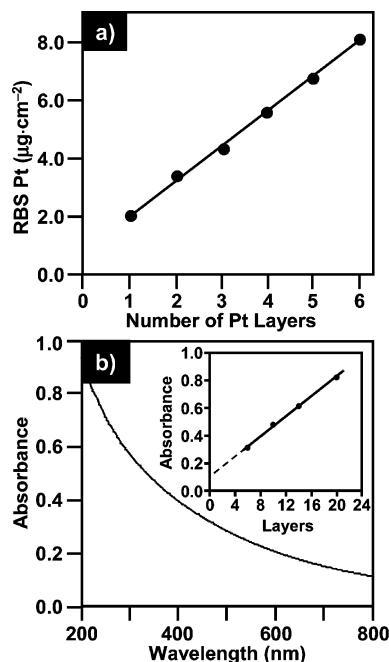 a)
RBS Pt (μg·cm⁻²)
8.0
6.0
4.0
2.0
0.0
0 1 2 3 4 5 6
Number of Pt Layers
b)
Absorbance
1.0
0.8
0.6
0.4
0.2
0.0
Absorbance
1.0
0.8
0.6
0.4
0.2
0.0
0 4 8 12 16 20 24
Layers
200 400 600 800
Wavelength (nm)